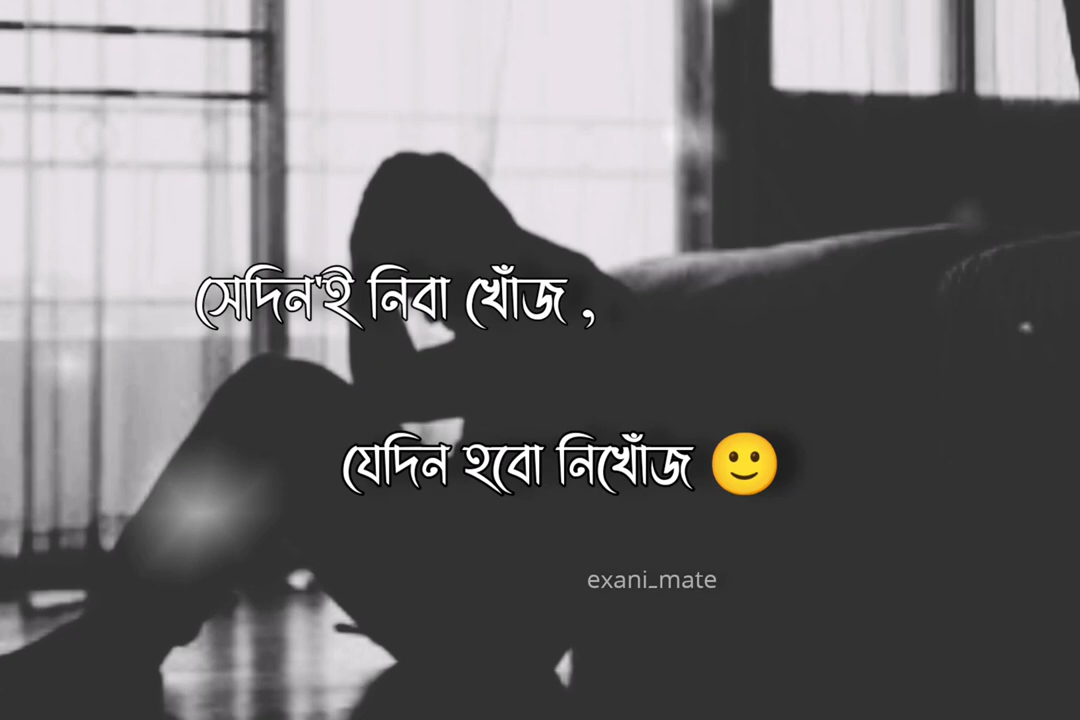 সেদিন'ই নিবা খোঁজ ,
যেদিন হবো নিখোঁজ 🙂
exani_mate